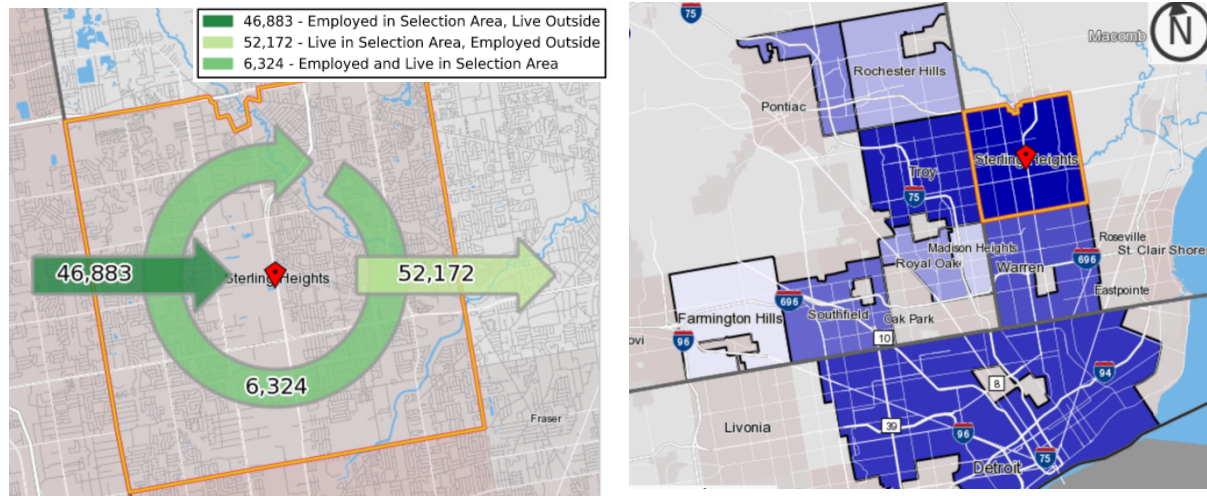 46,883 - Employed in Selection Area, Live Outside
52,172 - Live in Selection Area, Employed Outside
6,324 - Employed and Live in Selection Area
46,883
Sterling Heights
52,172
6,324
Fraser
75
Macomb
N
Rochester Hills
Pontiac
Sterling Heights
Troy
75
Madison Heights
Royal Oak
Roseville
St. Clair Shores
Warren
696
Eastpointe
696
Farmington Hills
Southfield
Oak Park
ovi
96
10
8
94
Livonia
39
96
Detroit
75